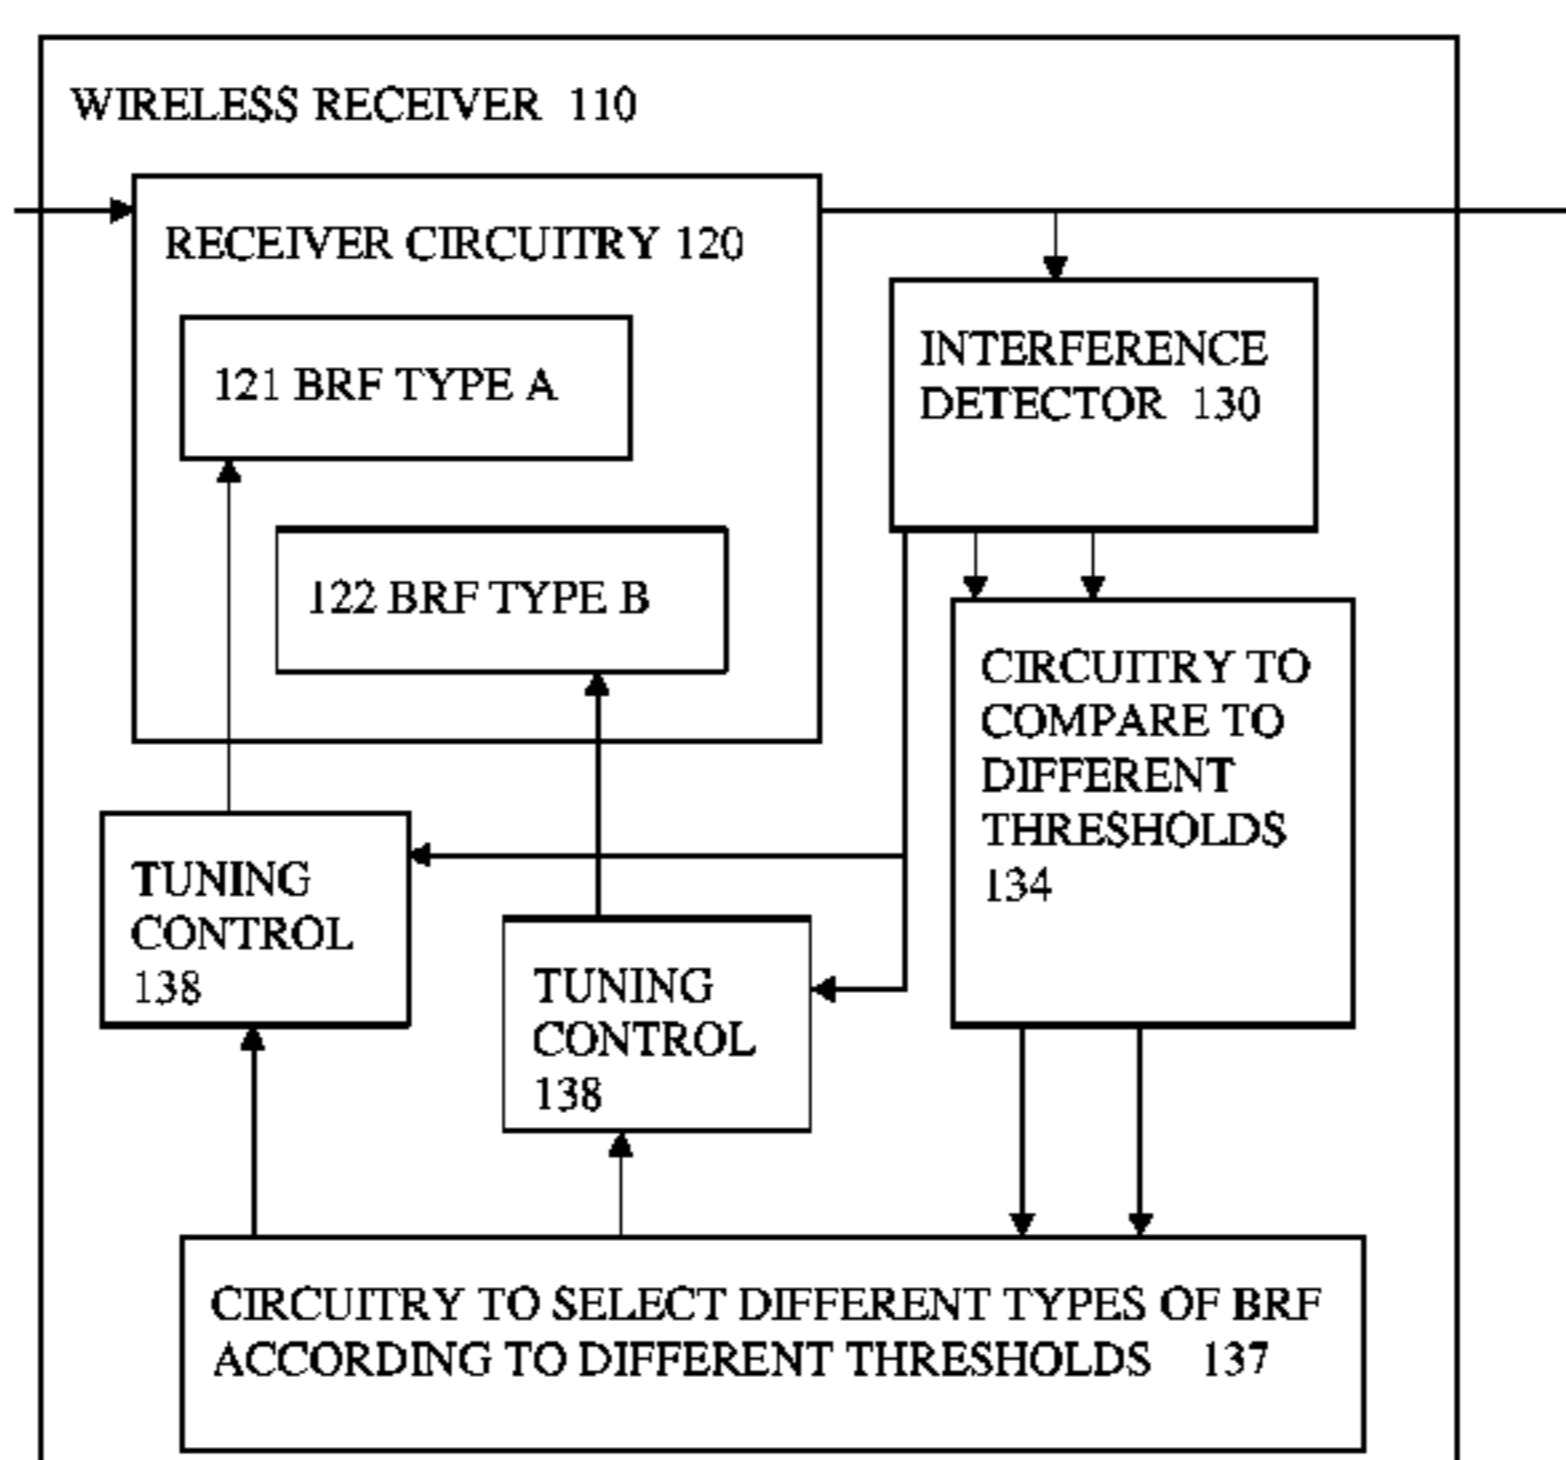 WIRELESS RECEIVER 110
RECEIVER CIRCUITRY 120
121 BRF TYPE A
122 BRF TYPE B
INTERFERENCE
DETECTOR 130
CIRCUITRY TO
COMPARE TO
DIFFERENT
THRESHOLDS
134
TUNING
CONTROL
138
TUNING
CONTROL
138
CIRCUITRY TO SELECT DIFFERENT TYPES OF BRF
ACCORDING TO DIFFERENT THRESHOLDS 137